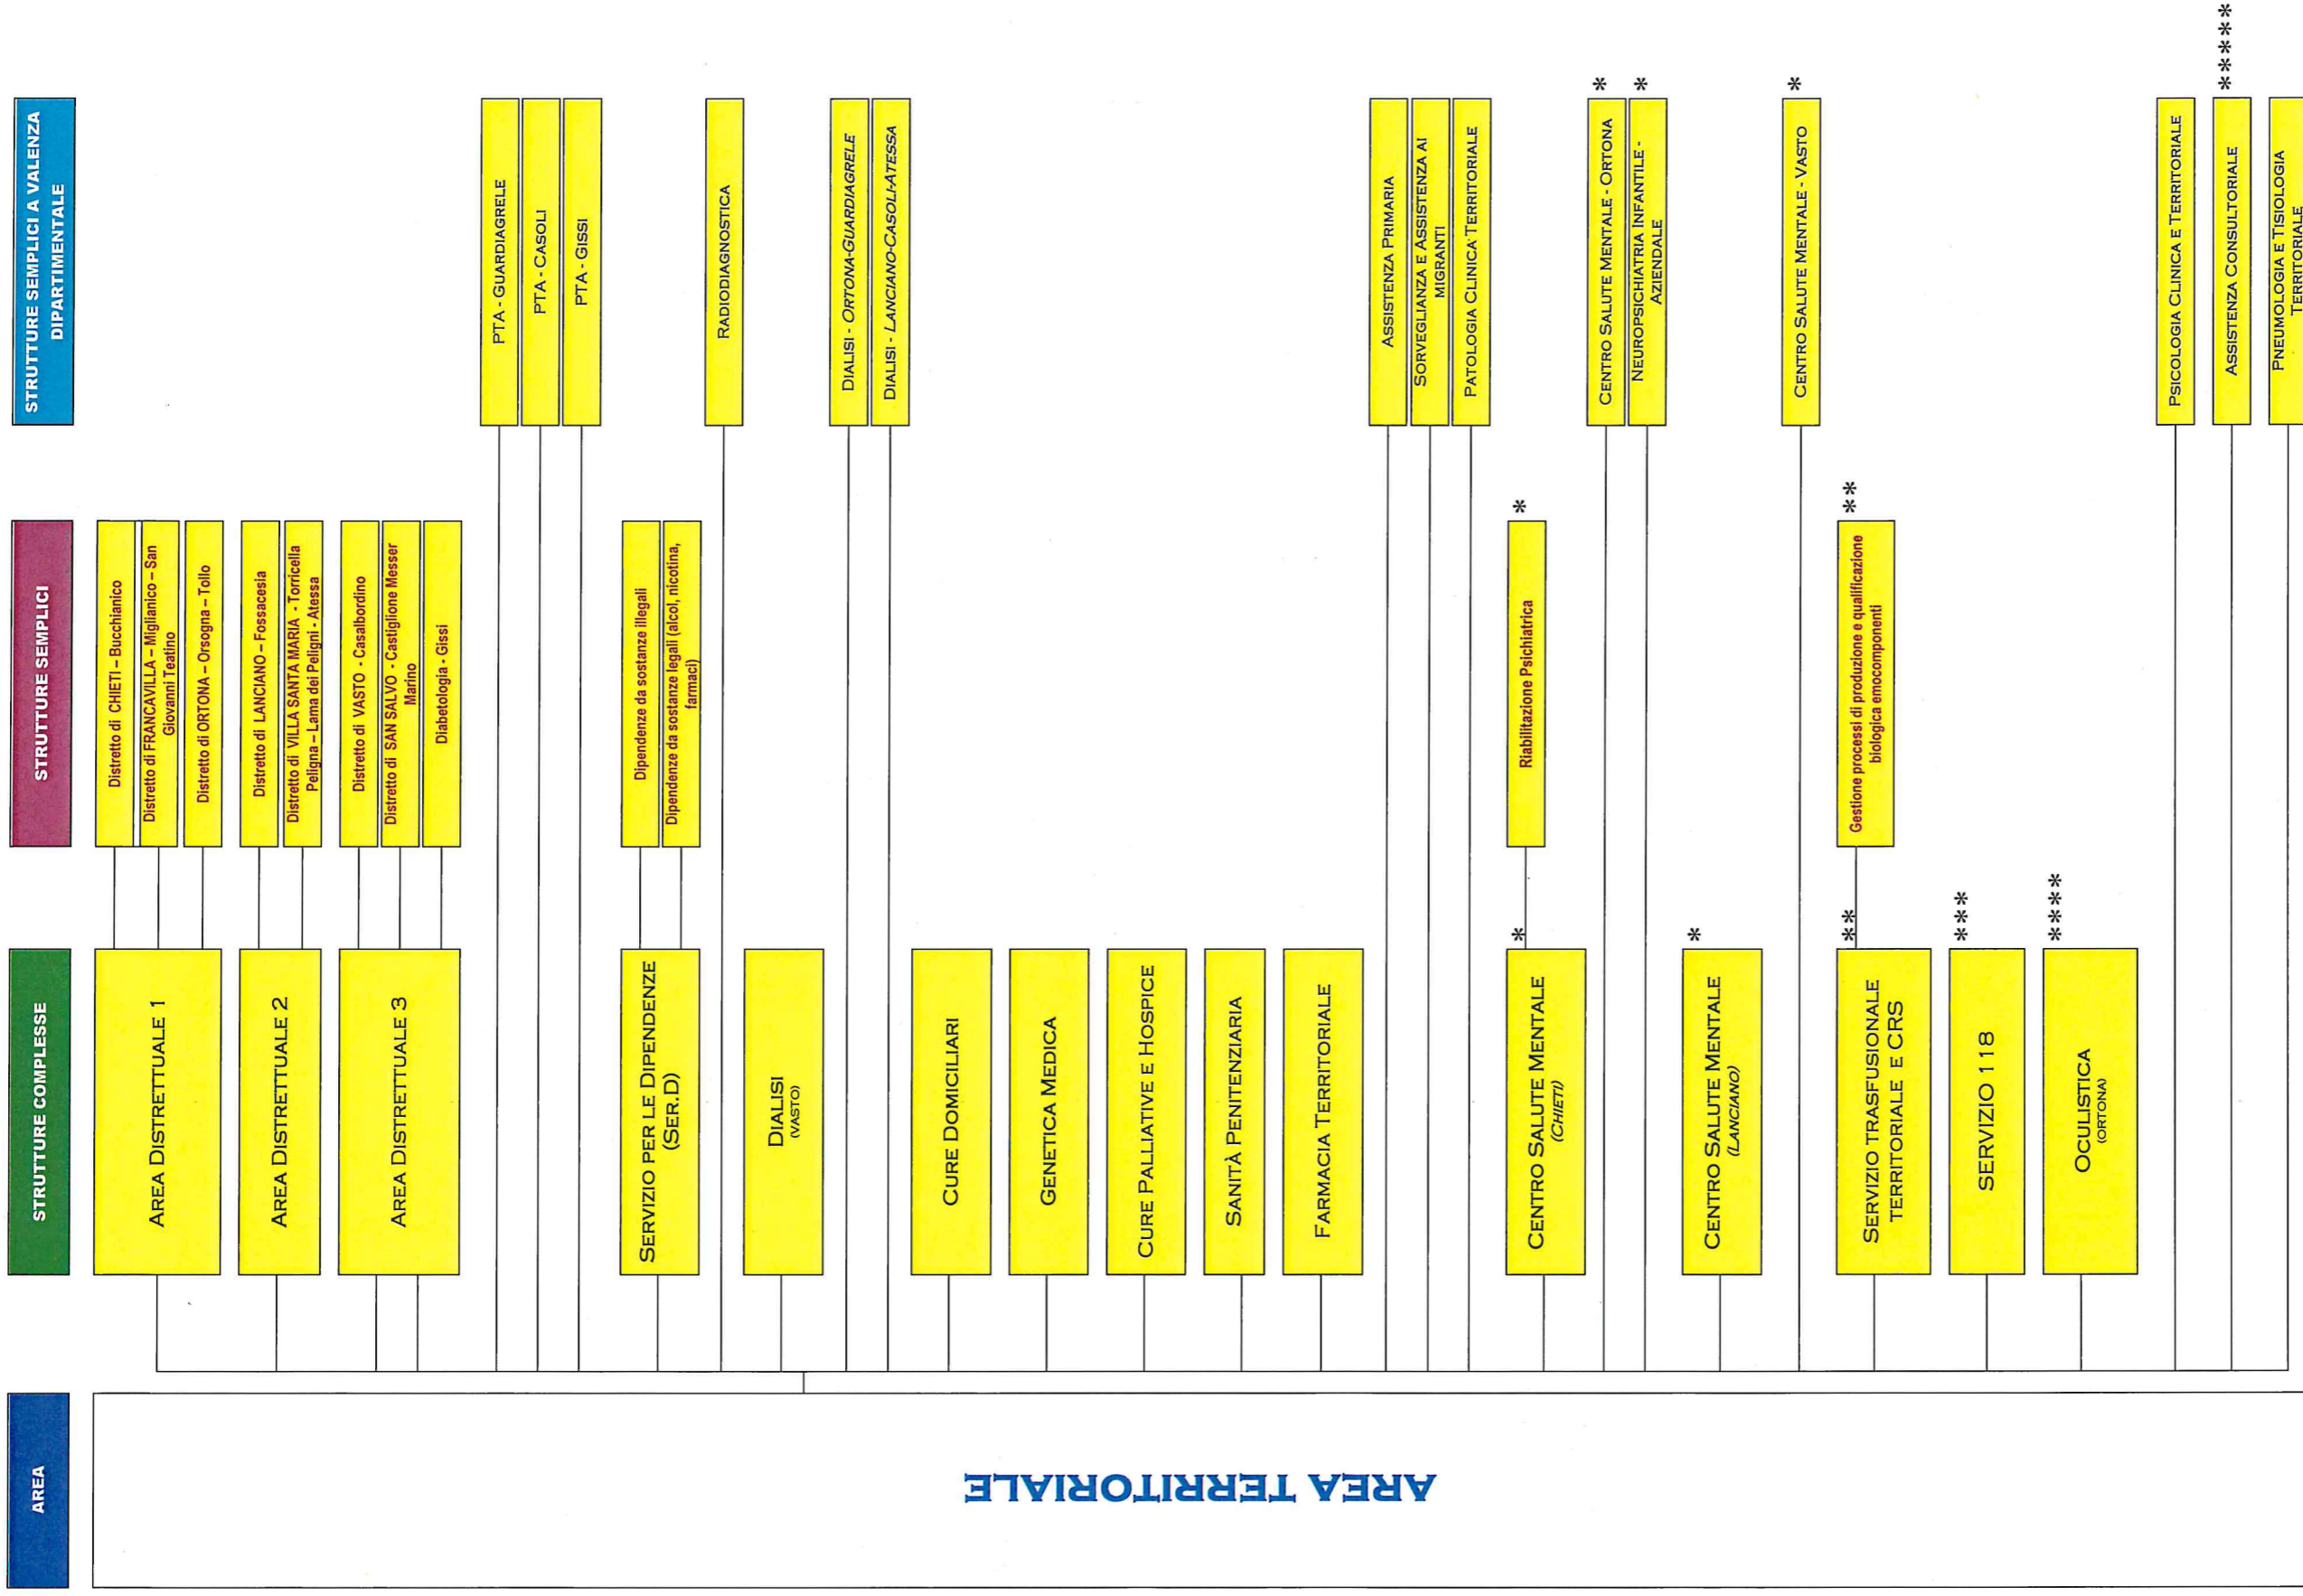 AREA
STRUTTURE COMPLESSE
STRUTTURE SEMPLICI
STRUTTURE SEMPLICI A VALENZA
DIPARTIMENTALE
AREA TERRITORIALE
AREA DISTRETTUALE 1
Distretto di CHIETI – Bucchianico
Distretto di FRANCAVILLA – Miglianico – San
Giovanni Teatino
Distretto di ORTONA – Orsogna – Tollo
AREA DISTRETTUALE 2
Distretto di LANCIANO – Fossacesia
Distretto di VILLA SANTA MARIA - Torricella
Peligna – Lama dei Peligni - Atessa
AREA DISTRETTUALE 3
Distretto di VASTO - Casalbordino
Distretto di SAN SALVO - Castiglione Messer
Marino
Diabetologia - Gissi
PTA - GUARDIAGRELE
PTA - CASOLI
PTA - GISSI
SERVIZIO PER LE DIPENDENZE
(SER.D)
Dipendenze da sostanze illegali
Dipendenze da sostanze legali (alcol, nicotina,
farmaci)
RADIODIAGNOSTICA
DIALISI
(VASTO)
DIALISI - ORTONA-GUARDIAGRELE
DIALISI - LANCIANO-CASOLI-ATESSA
CURE DOMICILIARI
GENETICA MEDICA
CURE PALLIATIVE E HOSPICE
SANITÀ PENITENZIARIA
FARMACIA TERRITORIALE
ASSISTENZA PRIMARIA
SORVEGLIANZA E ASSISTENZA AI
MIGRANTI
PATOLOGIA CLINICA TERRITORIALE
CENTRO SALUTE MENTALE *
(CHIETI)
Riabilitazione Psichiatrica *
CENTRO SALUTE MENTALE - ORTONA *
NEUROPSCHIATRIA INFANTILE - *
AZIENDALE
CENTRO SALUTE MENTALE *
(LANCIANO)
CENTRO SALUTE MENTALE - VASTO *
SERVIZIO TRASFUSIONALE **
TERRITORIALE E CRS
Gestione processi di produzione e qualificazione **
biologica emocomponenti
SERVIZIO 118 ***
OCULISTICA ****
(ORTONA)
PSICOLOGIA CLINICA E TERRITORIALE
ASSISTENZA CONSULTORIALE *****
PNEUMOLOGIA E TISIOLOGIA
TERRITORIALE